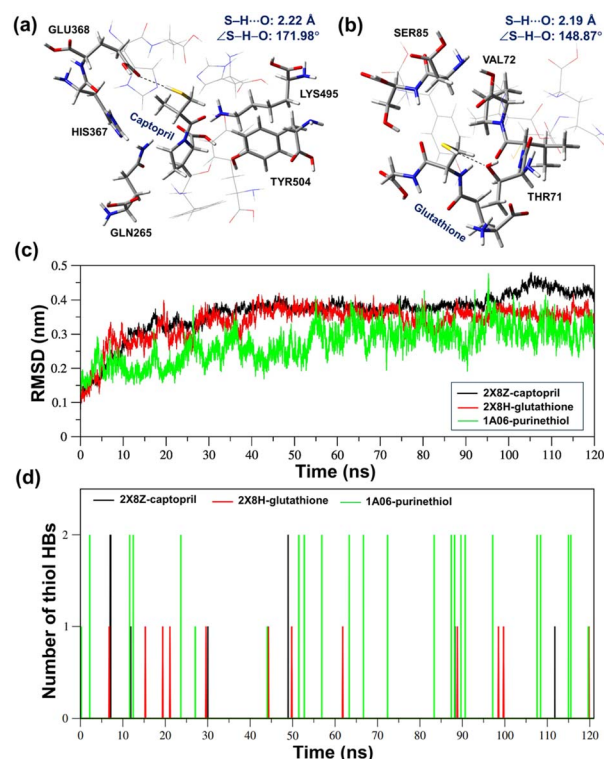 (a)
S–H···O: 2.22 Å
∠S–H–O: 171.98°
GLU368
LYS495
HIS367
Captopril
TYR504
GLN265
(b)
S–H···O: 2.19 Å
∠S–H–O: 148.87°
SER85
VAL72
THR71
Glutathione
(c)
0.5
0.4
0.3
0.2
0.1
0
RMSD (nm)
2X8Z-captopril
2X8H-glutathione
1A06-purinethiol
0 10 20 30 40 50 60 70 80 90 100 110 120
Time (ns)
(d)
2X8Z-captopril 2X8H-glutathione 1A06-purinethiol
2
1
0
Number of thiol HBs
0 10 20 30 40 50 60 70 80 90 100 110 120
Time (ns)